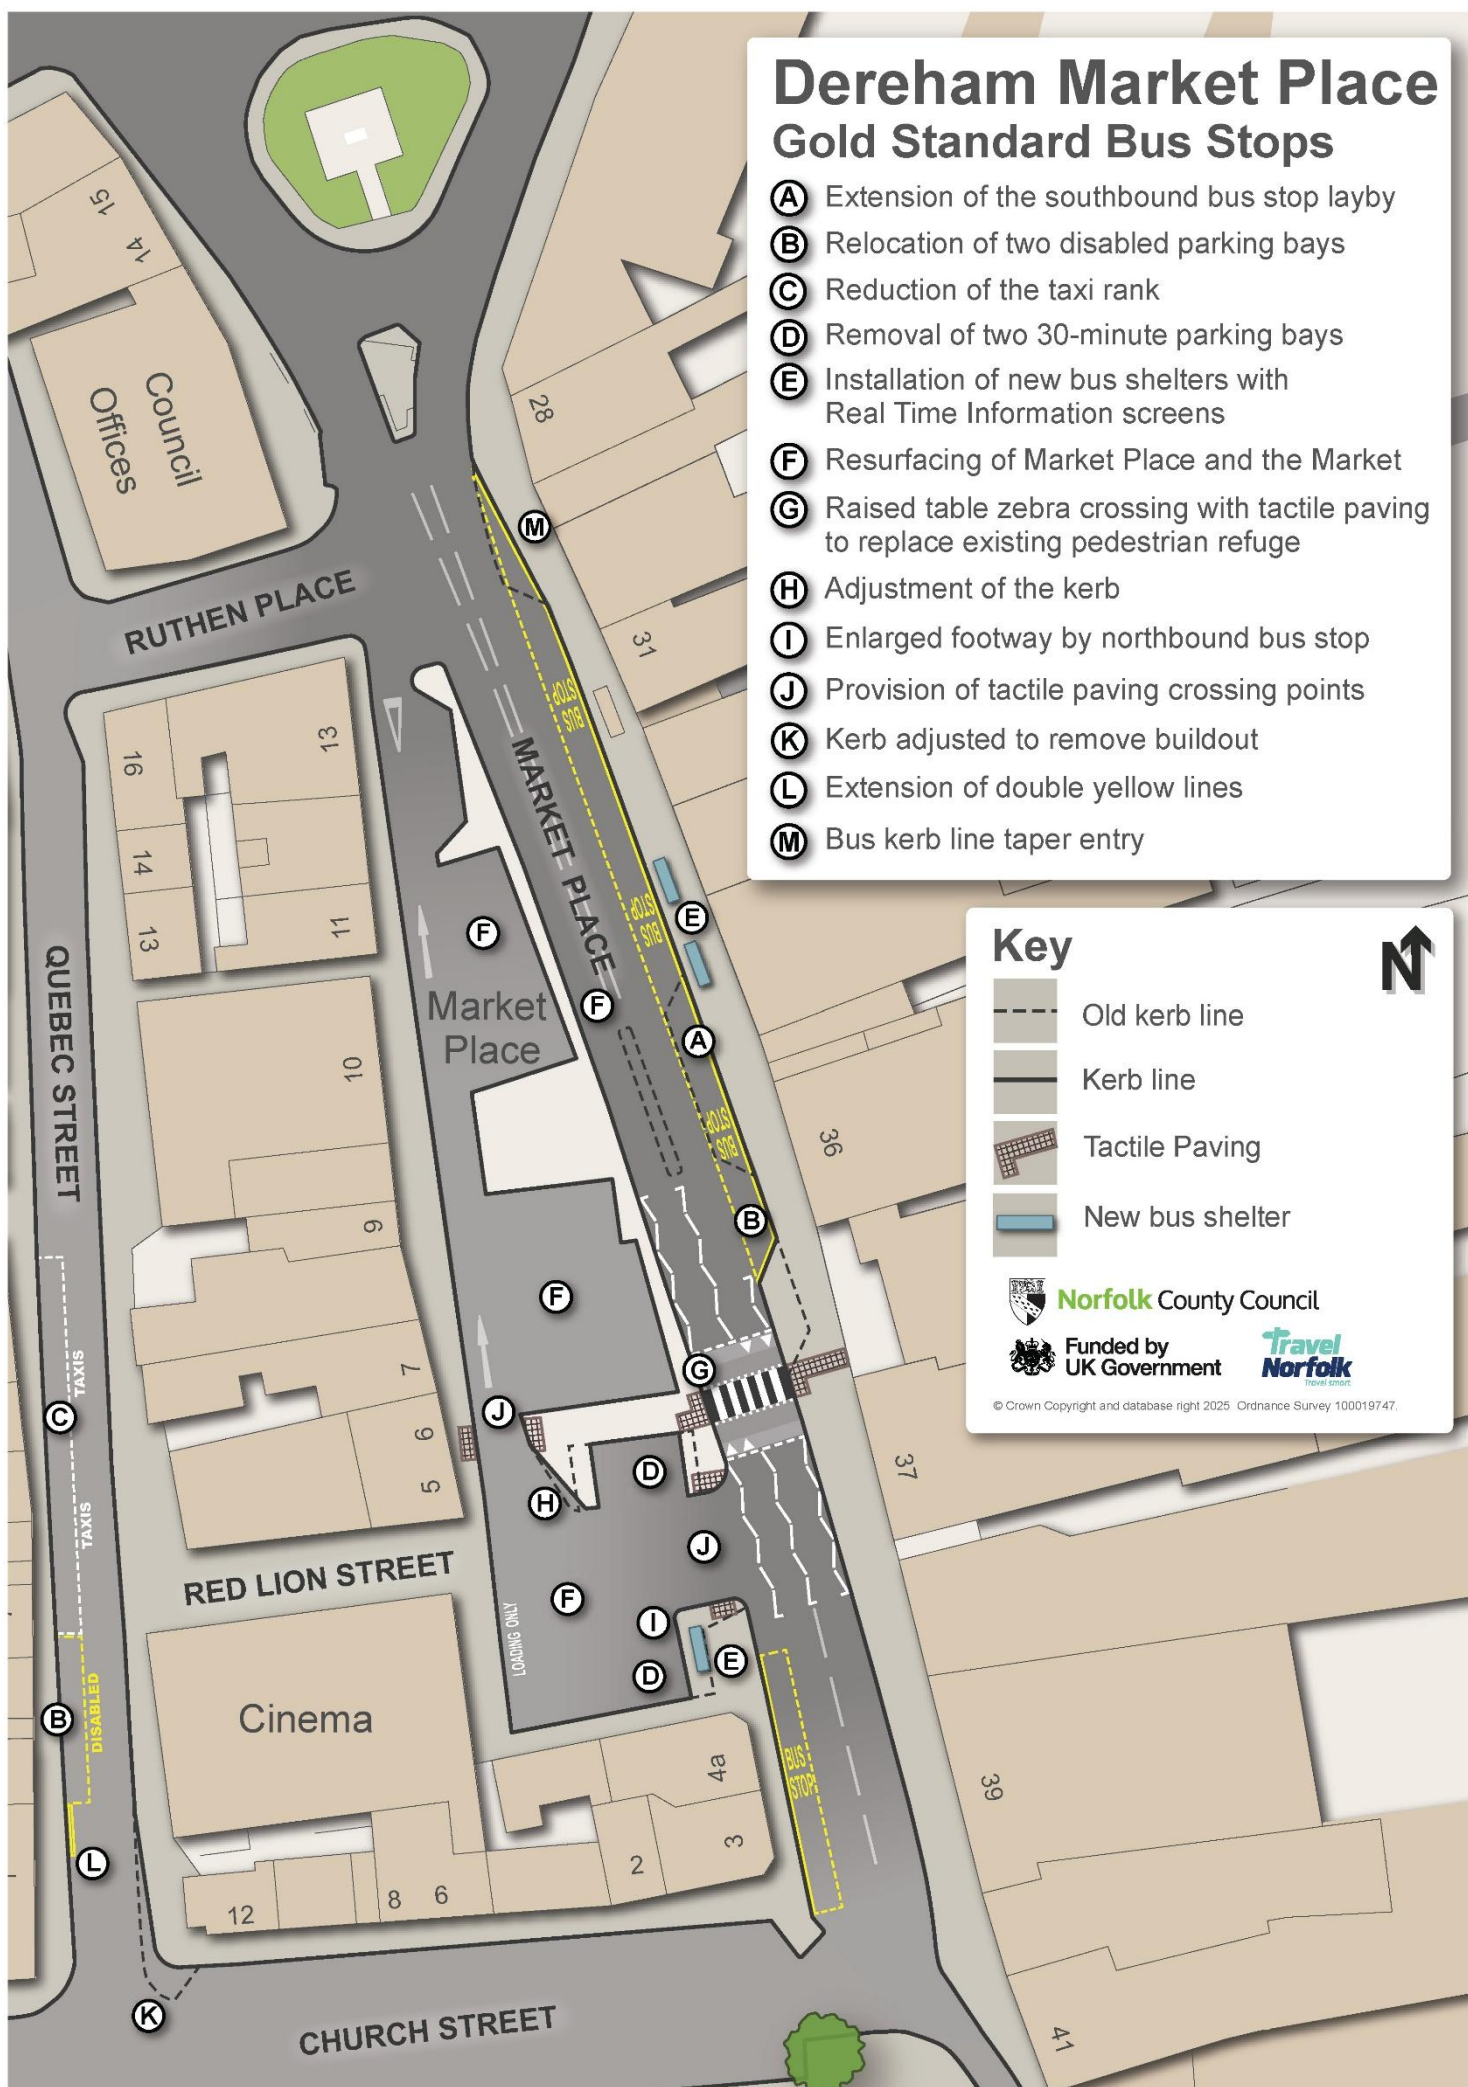 Dereham Market Place
Gold Standard Bus Stops
A Extension of the southbound bus stop layby
B Relocation of two disabled parking bays
C Reduction of the taxi rank
D Removal of two 30-minute parking bays
E Installation of new bus shelters with
Real Time Information screens
F Resurfacing of Market Place and the Market
G Raised table zebra crossing with tactile paving
to replace existing pedestrian refuge
H Adjustment of the kerb
I Enlarged footway by northbound bus stop
J Provision of tactile paving crossing points
K Kerb adjusted to remove buildout
L Extension of double yellow lines
M Bus kerb line taper entry
Key
N
Old kerb line
Kerb line
Tactile Paving
New bus shelter
Norfolk County Council
Funded by
UK Government
Travel
Norfolk
Travel smart
© Crown Copyright and database right 2025 Ordnance Survey 100019747.
15
14
Council
Offices
28
M
RUTHEN PLACE
31
BUS
STOP
16
13
14
13
11
MARKET PLACE
BUS
STOP
E
F
Market
Place
F
A
QUEBEC STREET
10
BUS
STOP
36
B
9
F
TAXIS
C
7
G
J
6
5
D
H
37
TAXIS
J
RED LION STREET
F
LOADING ONLY
I
E
D
B
DISABLED
Cinema
BUS
STOP
4a
39
L
3
2
12
8
6
K
CHURCH STREET
41